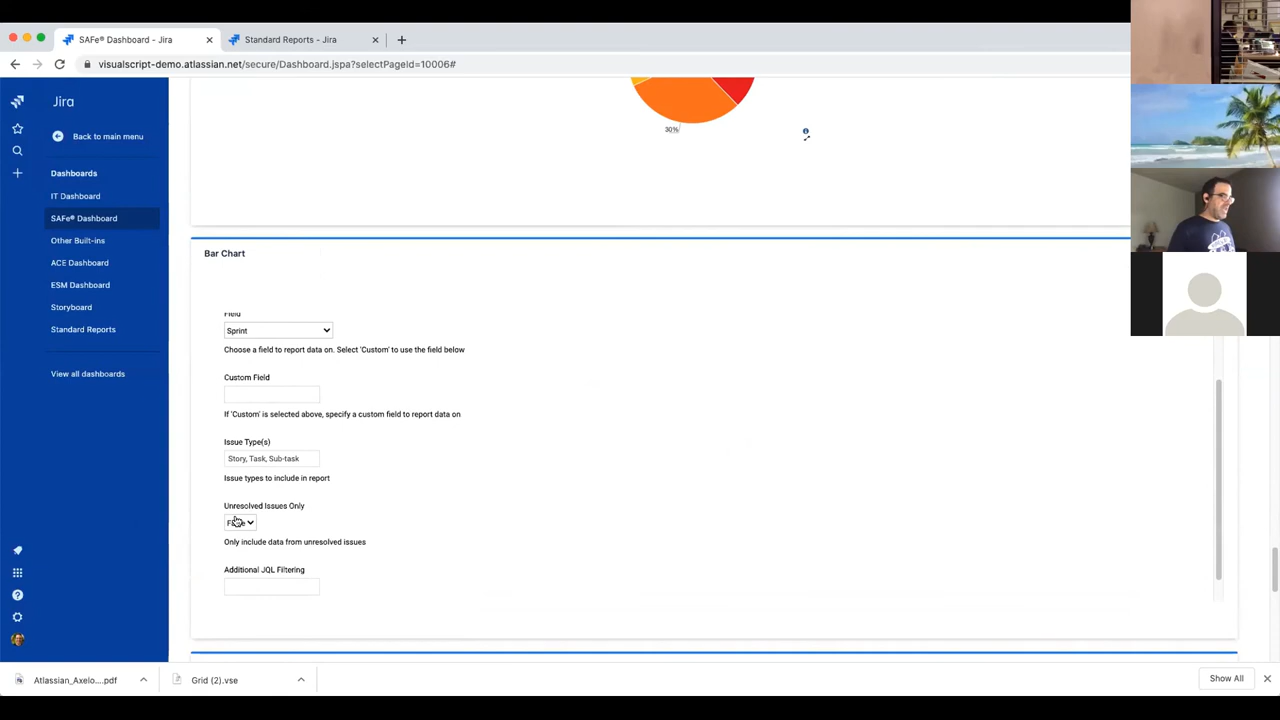 SAFe® Dashboard - Jira
Standard Reports - Jira
visualscript-demo.atlassian.net/secure/Dashboard.jspa?selectPageId=10006#
Jira
Back to main menu
Dashboards
IT Dashboard
SAFe® Dashboard
Other Built-ins
ACE Dashboard
ESM Dashboard
Storyboard
Standard Reports
View all dashboards
30%
Bar Chart
Field
Sprint
Choose a field to report data on. Select 'Custom' to use the field below
Custom Field
If 'Custom' is selected above, specify a custom field to report data on
Issue Type(s)
Story, Task, Sub-task
Issue types to include in report
Unresolved Issues Only
Only include data from unresolved issues
Additional JQL Filtering
Atlassian_Axelo....pdf
Grid (2).vse
Show All